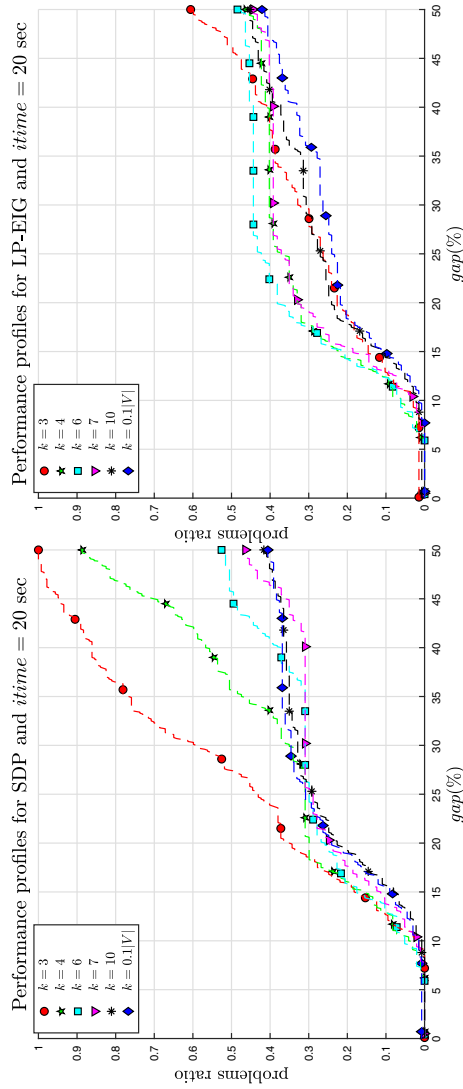 Performance profiles for SDP and itime = 20 sec
problems ratio
1
0.9
0.8
0.7
0.6
0.5
0.4
0.3
0.2
0.1
0
k = 3
k = 4
k = 6
k = 7
k = 10
k = 0.1|V|
0 5 10 15 20 25 30 35 40 45 50
gap(%)
Performance profiles for LP-EIG and itime = 20 sec
problems ratio
1
0.9
0.8
0.7
0.6
0.5
0.4
0.3
0.2
0.1
0
k = 3
k = 4
k = 6
k = 7
k = 10
k = 0.1|V|
0 5 10 15 20 25 30 35 40 45 50
gap(%)